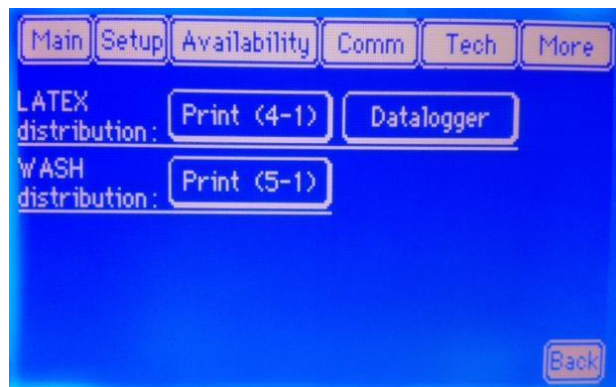 Main Setup Availability Comm Tech More
LATEX
distribution: Print (4-1) Datalogger
WASH
distribution: Print (5-1)
Back